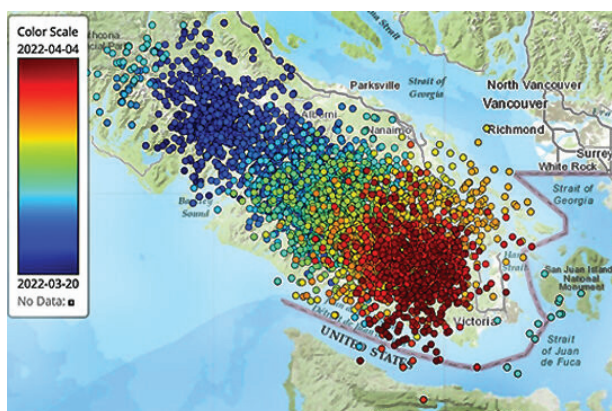 Color Scale
2022-04-04
2022-03-20
No Data:
Strait of
Georgia
Parksville
North Vancouver
Vancouver
Richmond
Surrey
White Rock
Alberni
Nanaimo
Strait of
Georgia
Sound
San Juan Island
National
Monument
Strait
Victoria
UNITED STATES
Strait
of Juan
de Fuca